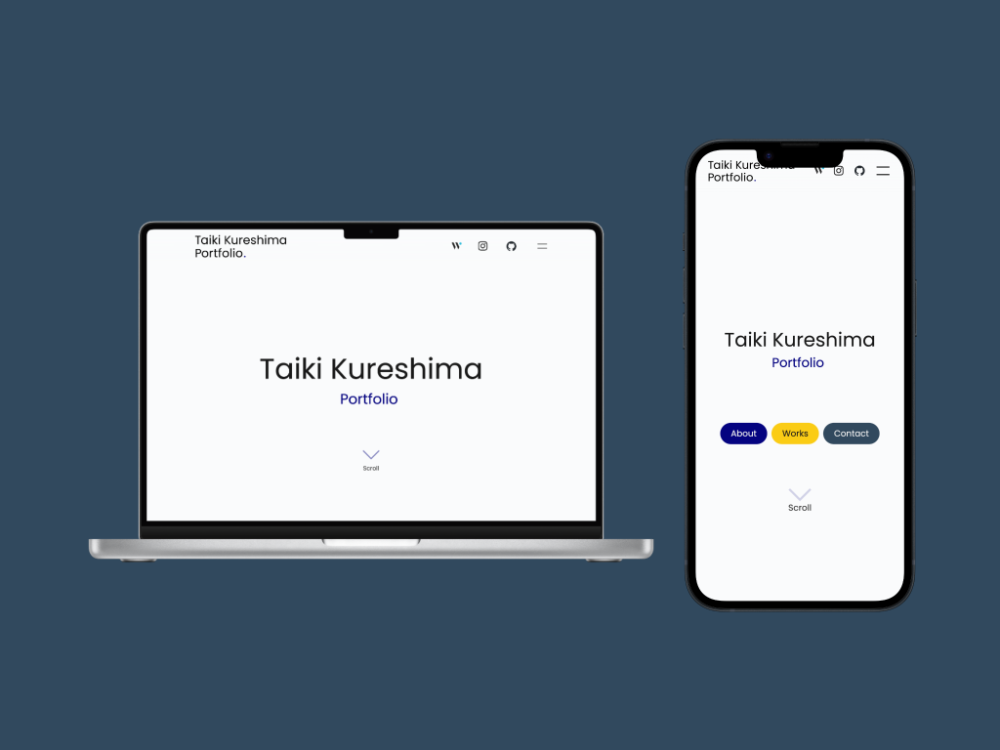 Taiki Kureshima
Portfolio.
W
Taiki Kureshima
Portfolio
Scroll
Taiki Kureshima
Portfolio.
W
Taiki Kureshima
Portfolio
About
Works
Contact
Scroll